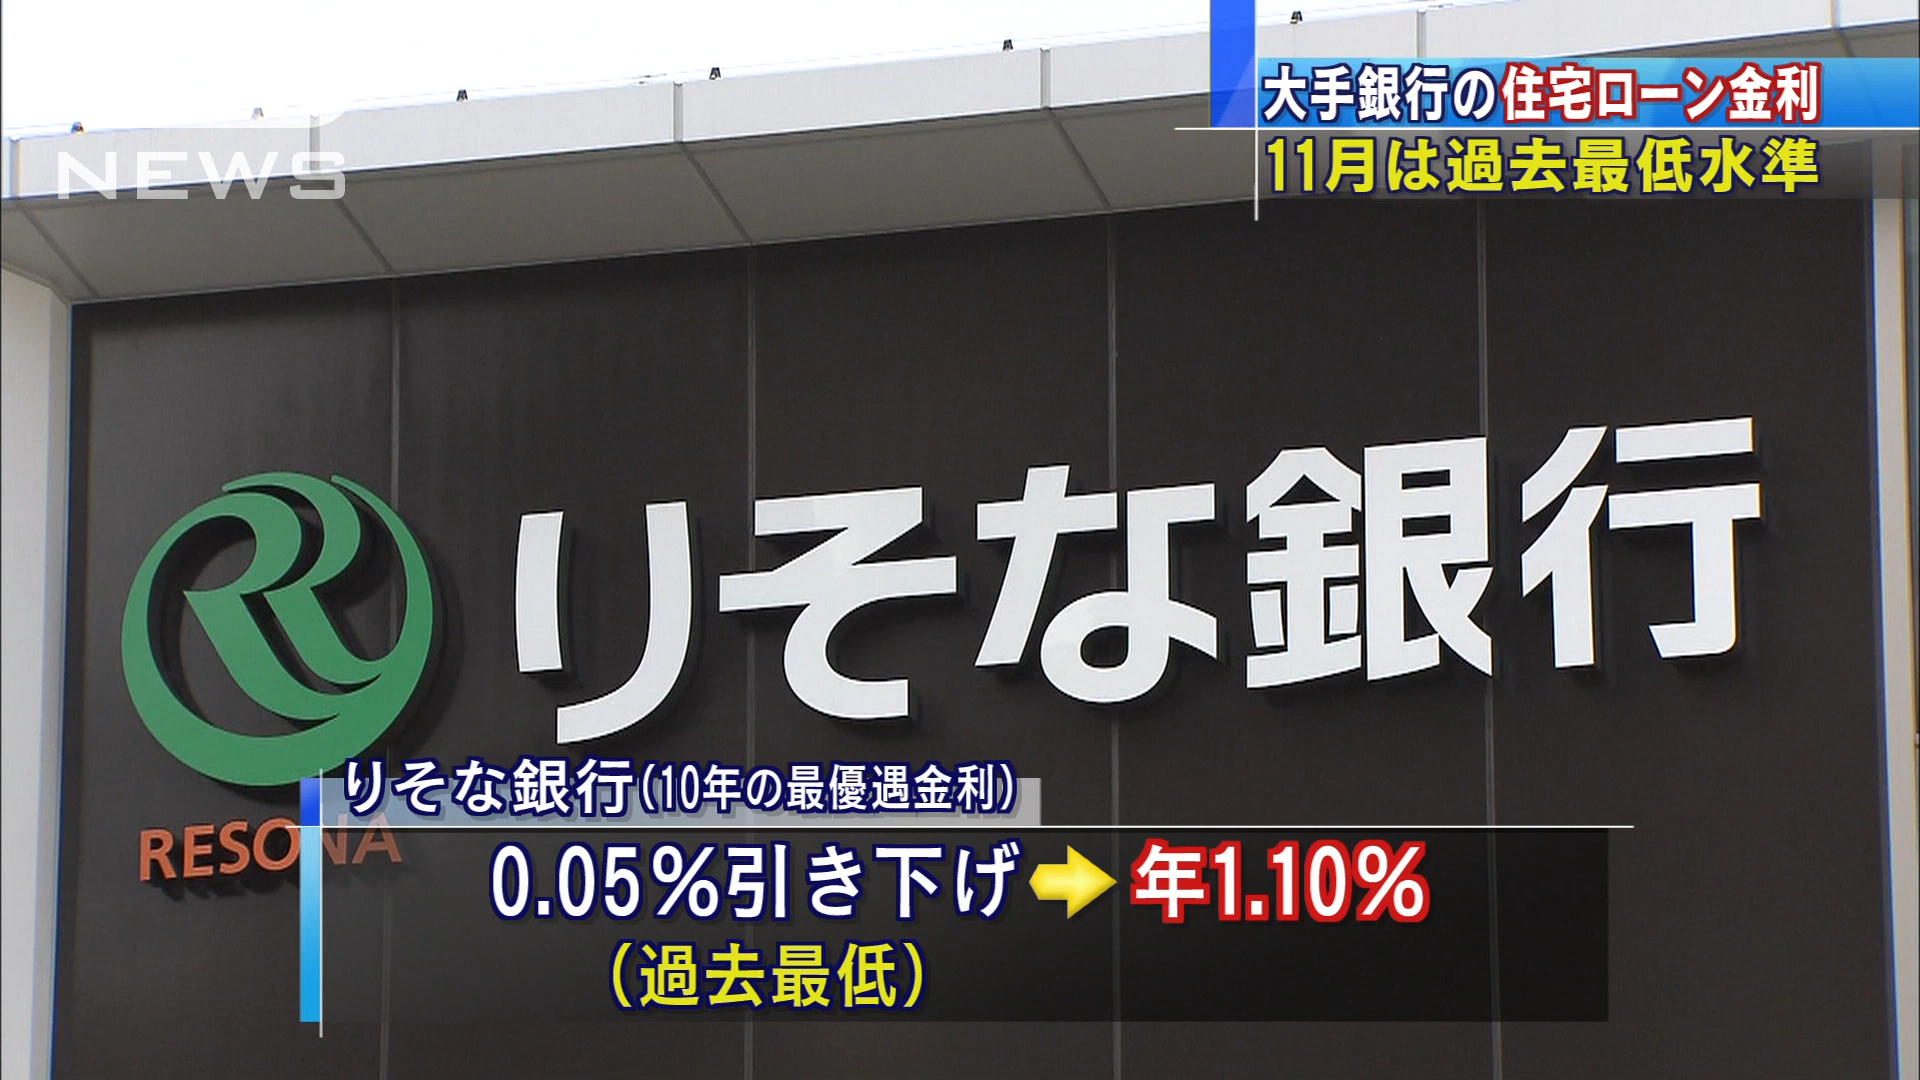 大手銀行の住宅ローン金利
11月は過去最低水準
NEWS
りそな銀行
RESONA
りそな銀行(10年の最優遇金利)
0.05%引き下げ➡年1.10%
(過去最低)